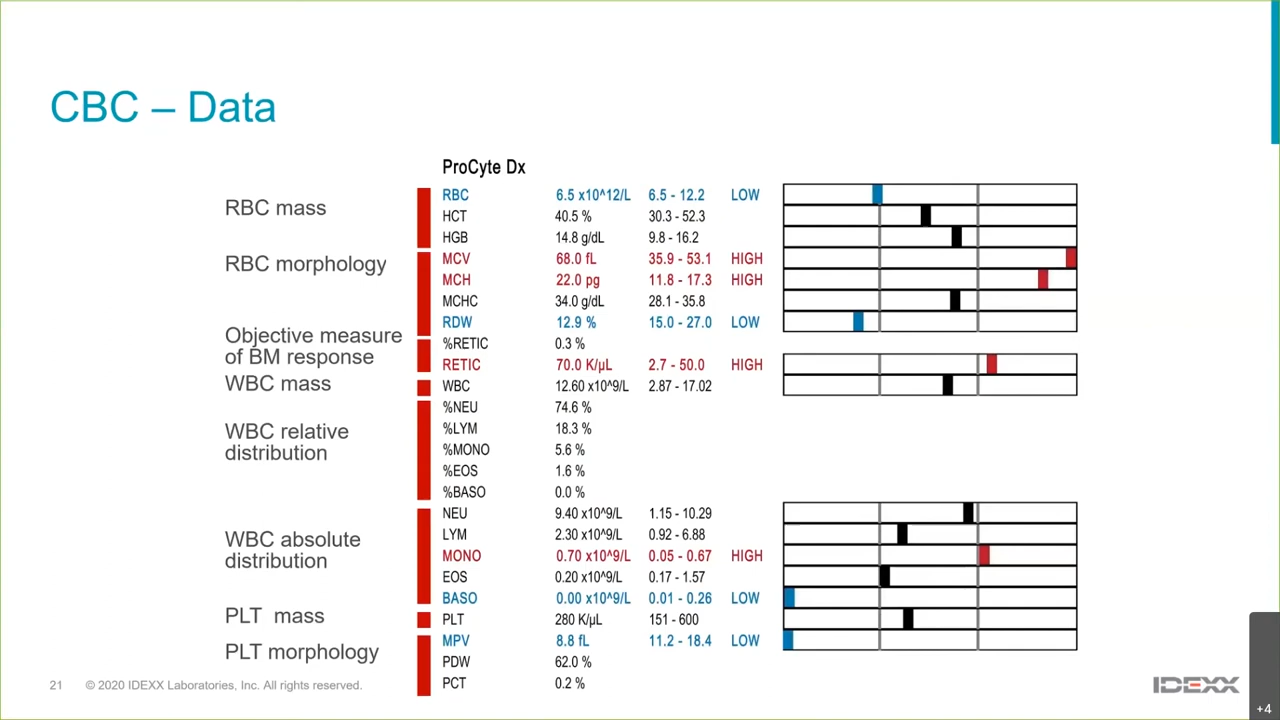 CBC – Data
ProCyte Dx
RBC mass
RBC 6.5 x10^12/L 6.5 - 12.2 LOW
HCT 40.5 % 30.3 - 52.3
HGB 14.8 g/dL 9.8 - 16.2
RBC morphology
MCV 68.0 fL 35.9 - 53.1 HIGH
MCH 22.0 pg 11.8 - 17.3 HIGH
MCHC 34.0 g/dL 28.1 - 35.8
RDW 12.9 % 15.0 - 27.0 LOW
Objective measure
of BM response
%RETIC 0.3 %
RETIC 70.0 K/µL 2.7 - 50.0 HIGH
WBC mass
WBC 12.60 x10^9/L 2.87 - 17.02
WBC relative
distribution
%NEU 74.6 %
%LYM 18.3 %
%MONO 5.6 %
%EOS 1.6 %
%BASO 0.0 %
WBC absolute
distribution
NEU 9.40 x10^9/L 1.15 - 10.29
LYM 2.30 x10^9/L 0.92 - 6.88
MONO 0.70 x10^9/L 0.05 - 0.67 HIGH
EOS 0.20 x10^9/L 0.17 - 1.57
BASO 0.00 x10^9/L 0.01 - 0.26 LOW
PLT mass
PLT 280 K/µL 151 - 600
PLT morphology
MPV 8.8 fL 11.2 - 18.4 LOW
PDW 62.0 %
PCT 0.2 %
21 © 2020 IDEXX Laboratories, Inc. All rights reserved.
IDEXX
+4